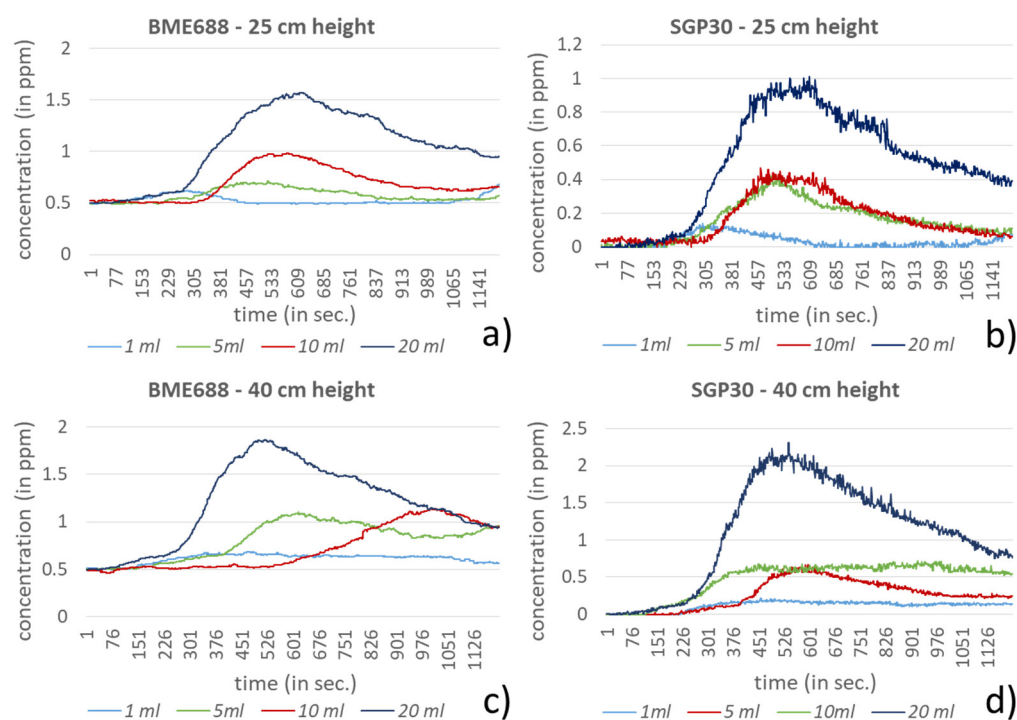 BME688 - 25 cm height
concentration (in ppm)
2
1.5
1
0.5
0
1 77 153 229 305 381 457 533 609 685 761 837 913 989 1065 1141
time (in sec.)
1 ml 5ml 10 ml 20 ml
a)
SGP30 - 25 cm height
concentration (in ppm)
1.2
1
0.8
0.6
0.4
0.2
0
1 77 153 229 305 381 457 533 609 685 761 837 913 989 1065 1141
time (in sec.)
1ml 5 ml 10ml 20 ml
b)
BME688 - 40 cm height
concentration (in ppm)
2
1.5
1
0.5
0
1 76 151 226 301 376 451 526 601 676 751 826 901 976 1051 1126
time (in sec.)
1 ml 5ml 10 ml 20 ml
c)
SGP30 - 40 cm height
concentration (in ppm)
2.5
2
1.5
1
0.5
0
1 76 151 226 301 376 451 526 601 676 751 826 901 976 1051 1126
time (in sec.)
1ml 5 ml 10ml 20 ml
d)